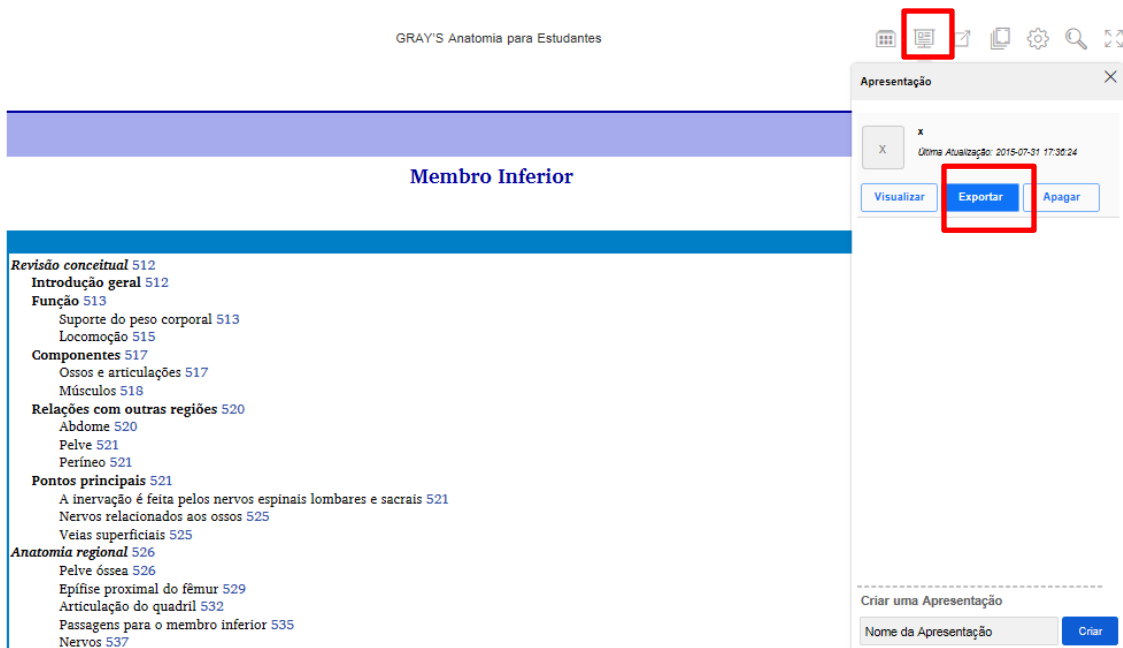 GRAY'S Anatomia para Estudantes
Membro Inferior
Revisão conceitual 512
Introdução geral 512
Função 513
Suporte do peso corporal 513
Locomoção 515
Componentes 517
Ossos e articulações 517
Músculos 518
Relações com outras regiões 520
Abdome 520
Pelve 521
Períneo 521
Pontos principais 521
A inervação é feita pelos nervos espinais lombares e sacrais 521
Nervos relacionados aos ossos 525
Veias superficiais 525
Anatomia regional 526
Pelve óssea 526
Epífise proximal do fêmur 529
Articulação do quadril 532
Passagens para o membro inferior 535
Nervos 537
Apresentação
X
x
Última Atualização: 2015-07-31 17:36:24
Visualizar Exportar Apagar
Criar uma Apresentação
Nome da Apresentação Criar